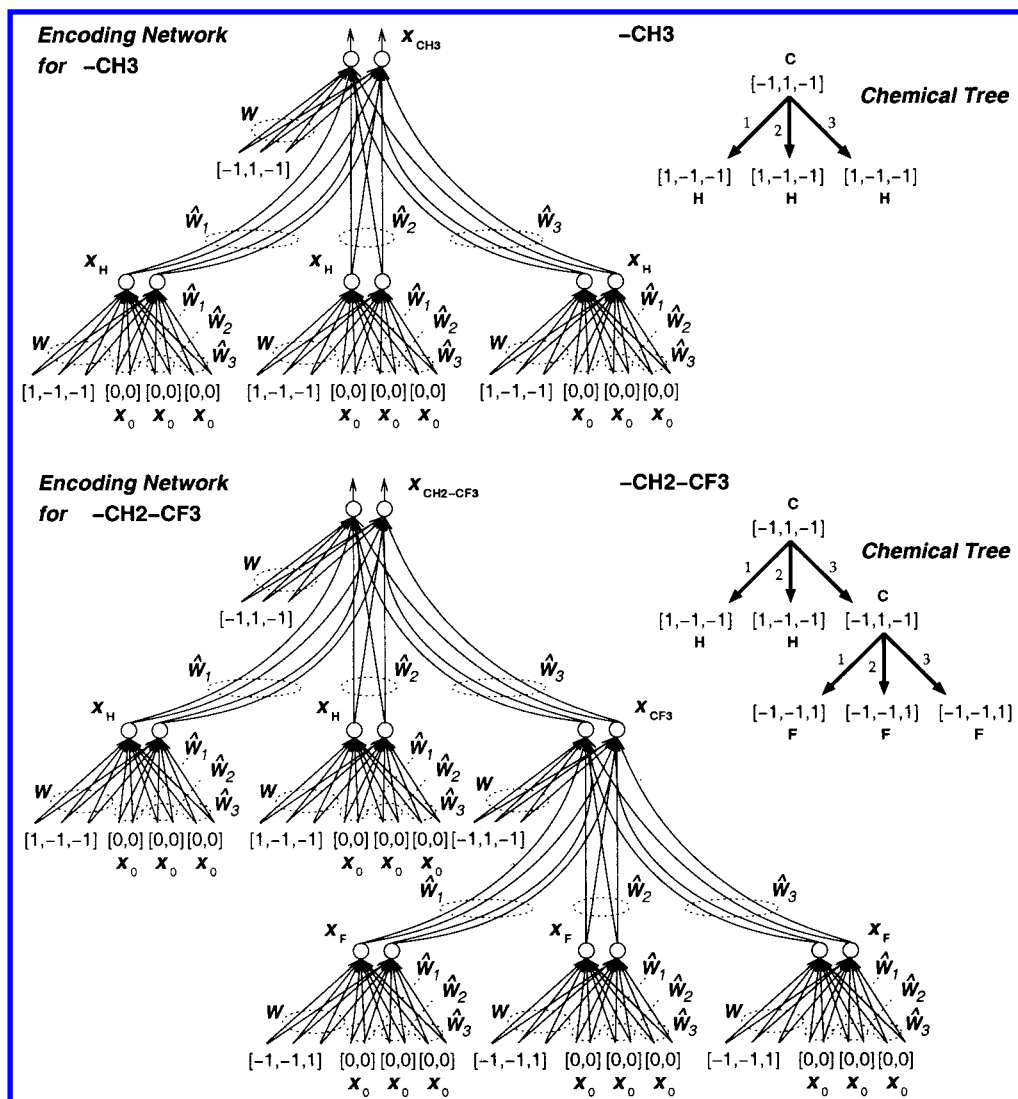 Encoding Network
for -CH3
X CH3
-CH3
C
[-1,1,-1]
Chemical Tree
1 2 3
[1,-1,-1] [1,-1,-1] [1,-1,-1]
H H H
W
[-1,1,-1]
Ŵ1 Ŵ2 Ŵ3
X H X H X H
Ŵ1 Ŵ1 Ŵ1
Ŵ2 Ŵ2 Ŵ2
W Ŵ3 W Ŵ3 W Ŵ3
[1,-1,-1] [0,0] [0,0] [0,0] [1,-1,-1] [0,0] [0,0] [0,0] [1,-1,-1] [0,0] [0,0] [0,0]
X0 X0 X0 X0 X0 X0 X0 X0 X0
Encoding Network
for -CH2-CF3
X CH2-CF3
-CH2-CF3
C
[-1,1,-1]
Chemical Tree
1 2 3
C
[1,-1,-1] [1,-1,-1] [-1,1,-1]
H H
1 2 3
[-1,-1,1] [-1,-1,1] [-1,-1,1]
F F F
W
[-1,1,-1]
Ŵ1 Ŵ2 Ŵ3
X H X H X CF3
Ŵ1 Ŵ1
Ŵ2 Ŵ2
W Ŵ3 W Ŵ3 W
[1,-1,-1] [0,0] [0,0] [0,0] [1,-1,-1] [0,0] [0,0] [0,0] [-1,1,-1]
X0 X0 X0 X0 X0 X0
Ŵ1 Ŵ2 Ŵ3
X F X F X F
Ŵ1 Ŵ1 Ŵ1
Ŵ2 Ŵ2 Ŵ2
W Ŵ3 W Ŵ3 W Ŵ3
[-1,-1,1] [0,0] [0,0] [0,0] [-1,-1,1] [0,0] [0,0] [0,0] [-1,-1,1] [0,0] [0,0] [0,0]
X0 X0 X0 X0 X0 X0 X0 X0 X0